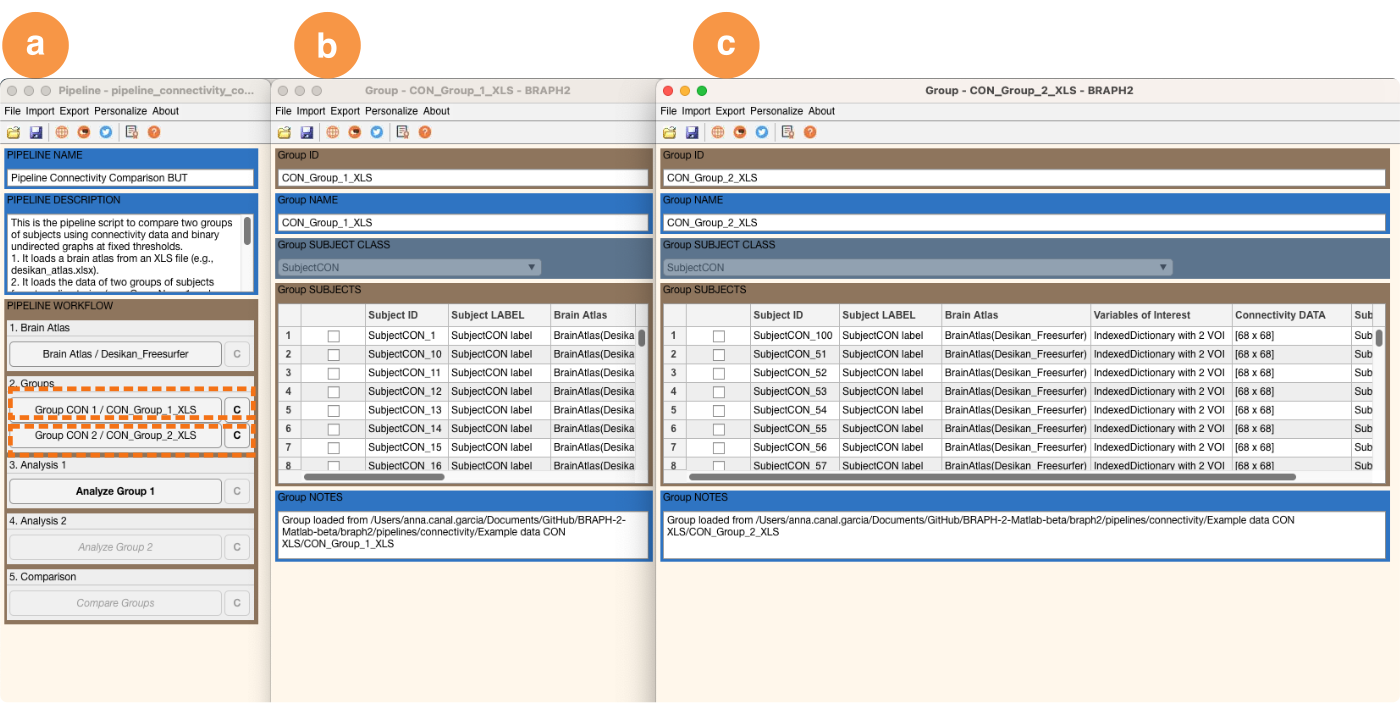 a
b
c
Pipeline - pipeline_connectivity_co...
File Import Export Personalize About
PIPELINE NAME
Pipeline Connectivity Comparison BUT
PIPELINE DESCRIPTION
This is the pipeline script to compare two groups
of subjects using connectivity data and binary
undirected graphs at fixed thresholds.
1. It loads a brain atlas from an XLS file (e.g.,
desikan_atlas.xlsx).
2. It loads the data of two groups of subjects
PIPELINE WORKFLOW
1. Brain Atlas
Brain Atlas / Desikan_Freesurfer C
2. Groups
Group CON 1 / CON_Group_1_XLS C
Group CON 2 / CON_Group_2_XLS C
3. Analysis 1
Analyze Group 1 C
4. Analysis 2
Analyze Group 2 C
5. Comparison
Compare Groups C
Group - CON_Group_1_XLS - BRAPH2
File Import Export Personalize About
Group ID
CON_Group_1_XLS
Group NAME
CON_Group_1_XLS
Group SUBJECT CLASS
SubjectCON
Group SUBJECTS
Subject ID Subject LABEL Brain Atlas
1 SubjectCON_1 SubjectCON label BrainAtlas(Desika
2 SubjectCON_10 SubjectCON label BrainAtlas(Desika
3 SubjectCON_11 SubjectCON label BrainAtlas(Desika
4 SubjectCON_12 SubjectCON label BrainAtlas(Desika
5 SubjectCON_13 SubjectCON label BrainAtlas(Desika
6 SubjectCON_14 SubjectCON label BrainAtlas(Desika
7 SubjectCON_15 SubjectCON label BrainAtlas(Desika
8 SubjectCON_16 SubjectCON label BrainAtlas(Desika
Group NOTES
Group loaded from /Users/anna.canal.garcia/Documents/GitHub/BRAPH-2-
Matlab-beta/braph2/pipelines/connectivity/Example data CON
XLS/CON_Group_1_XLS
Group - CON_Group_2_XLS - BRAPH2
File Import Export Personalize About
Group ID
CON_Group_2_XLS
Group NAME
CON_Group_2_XLS
Group SUBJECT CLASS
SubjectCON
Group SUBJECTS
Subject ID Subject LABEL Brain Atlas Variables of Interest Connectivity DATA Sub
1 SubjectCON_100 SubjectCON label BrainAtlas(Desikan_Freesurfer) IndexedDictionary with 2 VOI [68 x 68] Sub
2 SubjectCON_51 SubjectCON label BrainAtlas(Desikan_Freesurfer) IndexedDictionary with 2 VOI [68 x 68] Sub
3 SubjectCON_52 SubjectCON label BrainAtlas(Desikan_Freesurfer) IndexedDictionary with 2 VOI [68 x 68] Sub
4 SubjectCON_53 SubjectCON label BrainAtlas(Desikan_Freesurfer) IndexedDictionary with 2 VOI [68 x 68] Sub
5 SubjectCON_54 SubjectCON label BrainAtlas(Desikan_Freesurfer) IndexedDictionary with 2 VOI [68 x 68] Sub
6 SubjectCON_55 SubjectCON label BrainAtlas(Desikan_Freesurfer) IndexedDictionary with 2 VOI [68 x 68] Sub
7 SubjectCON_56 SubjectCON label BrainAtlas(Desikan_Freesurfer) IndexedDictionary with 2 VOI [68 x 68] Sub
8 SubjectCON_57 SubjectCON label BrainAtlas(Desikan_Freesurfer) IndexedDictionary with 2 VOI [68 x 68] Sub
Group NOTES
Group loaded from /Users/anna.canal.garcia/Documents/GitHub/BRAPH-2-Matlab-beta/braph2/pipelines/connectivity/Example data CON
XLS/CON_Group_2_XLS